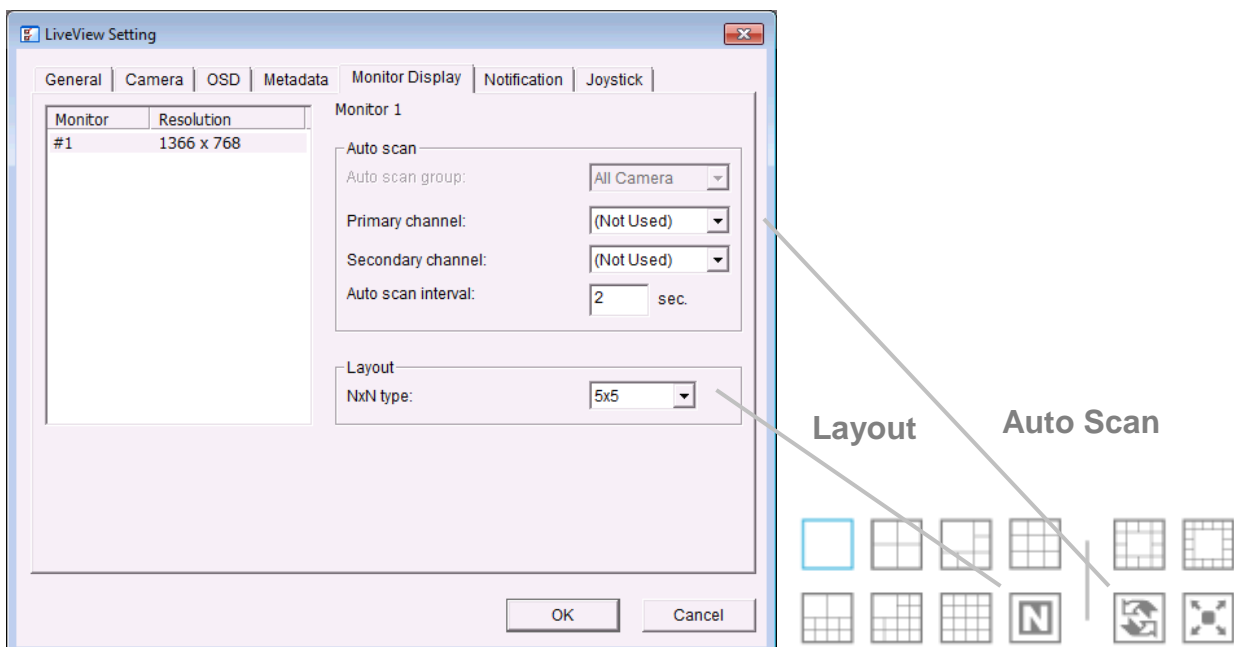 LiveView Setting
General Camera OSD Metadata Monitor Display Notification Joystick
Monitor Resolution
#1 1366 x 768
Monitor 1
Auto scan
Auto scan group: All Camera
Primary channel: (Not Used)
Secondary channel: (Not Used)
Auto scan interval: 2 sec.
Layout
NxN type: 5x5
OK Cancel
Layout
Auto Scan
N